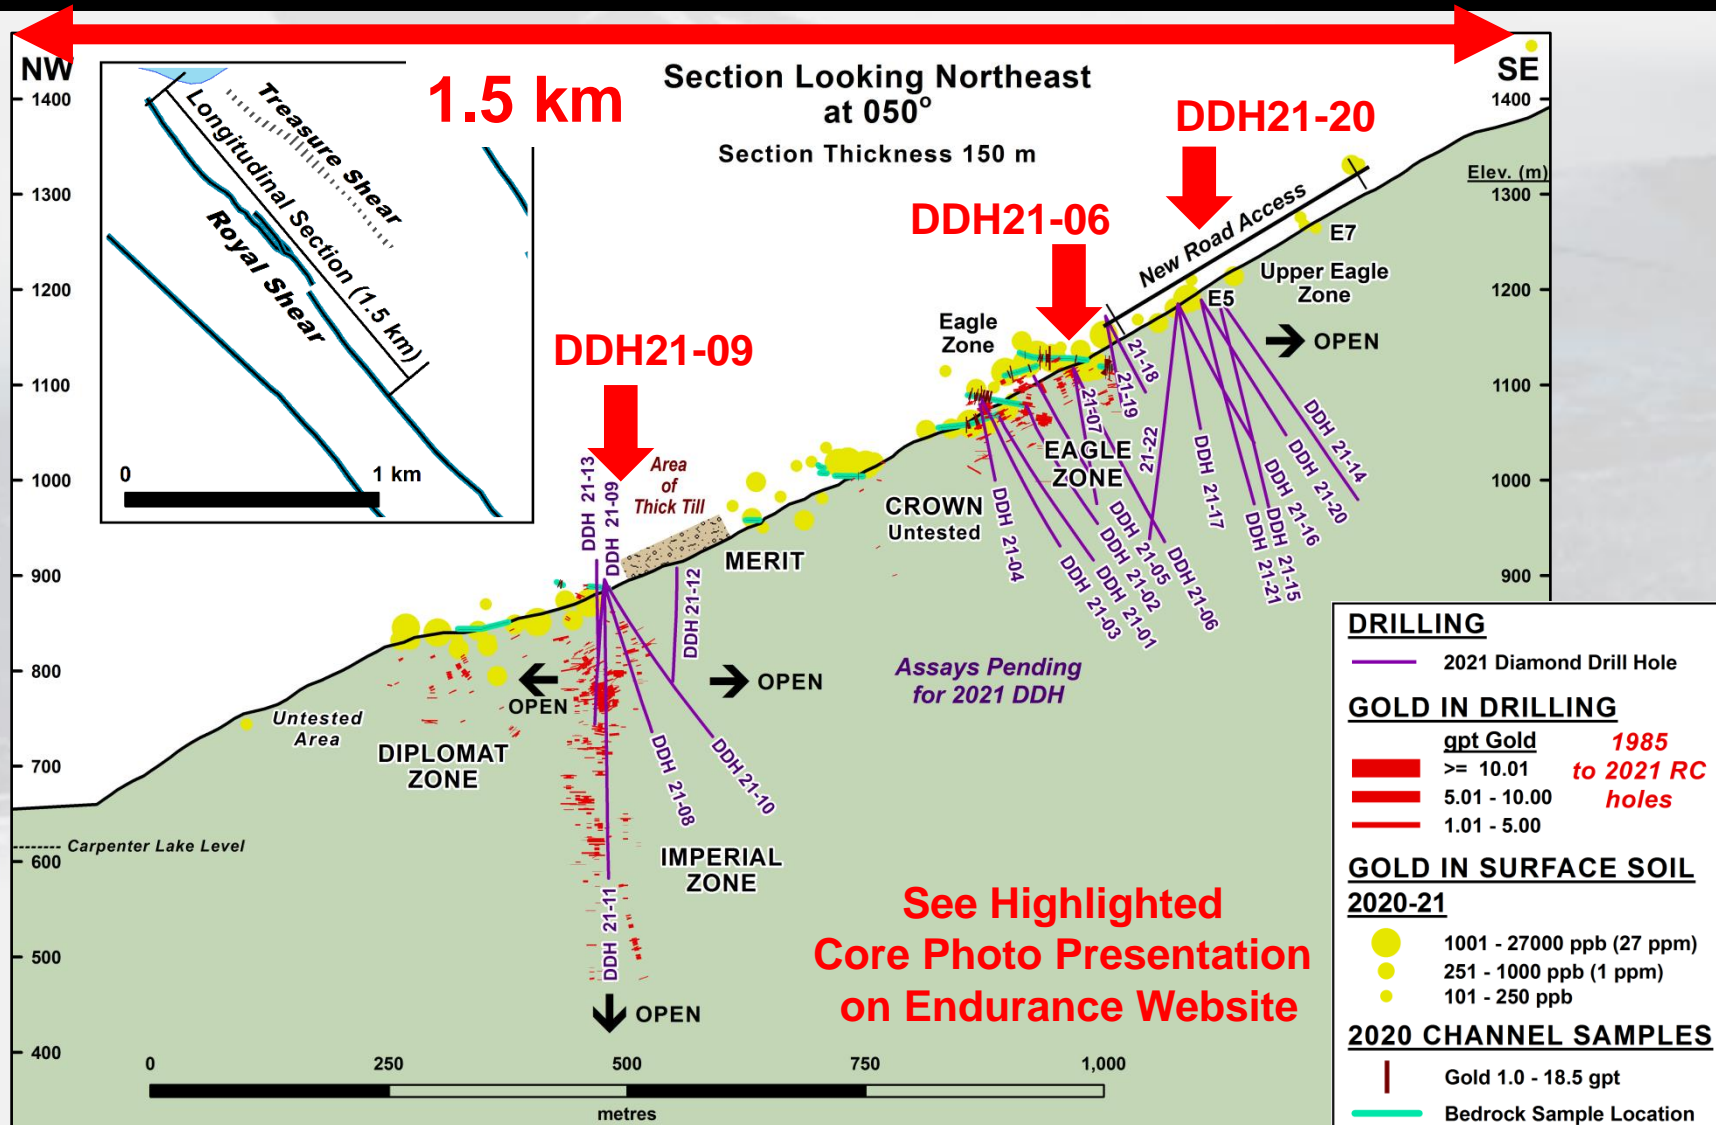 1.5 km
NW
SE
Section Looking Northeast
at 050°
Section Thickness 150 m
Treasure Shear
Longitudinal Section (1.5 km)
Royal Shear
0
1 km
DDH21-20
DDH21-06
DDH21-09
1400
1300
1200
1100
1000
900
800
700
600
500
400
1400
Elev. (m)
1300
1200
1100
1000
900
New Road Access
E7
Upper Eagle
Zone
E5
OPEN
Eagle
Zone
21-18
21-19
21-07
21-22
EAGLE
ZONE
DDH 21-14
DDH 21-20
DDH 21-16
DDH 21-15
DDH 21-21
DDH 21-17
CROWN
Untested
DDH 21-04
DDH 21-03
DDH 21-01
DDH 21-02
DDH 21-05
DDH 21-06
Area
of
Thick Till
DDH 21-13
DDH 21-09
MERIT
DDH 21-12
OPEN
OPEN
Assays Pending
for 2021 DDH
Untested
Area
DIPLOMAT
ZONE
DDH 21-08
DDH 21-10
Carpenter Lake Level
IMPERIAL
ZONE
DDH 21-11
OPEN
See Highlighted
Core Photo Presentation
on Endurance Website
0
250
500
750
1,000
metres
DRILLING
2021 Diamond Drill Hole
GOLD IN DRILLING
gpt Gold
>= 10.01
5.01 - 10.00
1.01 - 5.00
1985
to 2021 RC
holes
GOLD IN SURFACE SOIL
2020-21
1001 - 27000 ppb (27 ppm)
251 - 1000 ppb (1 ppm)
101 - 250 ppb
2020 CHANNEL SAMPLES
Gold 1.0 - 18.5 gpt
Bedrock Sample Location